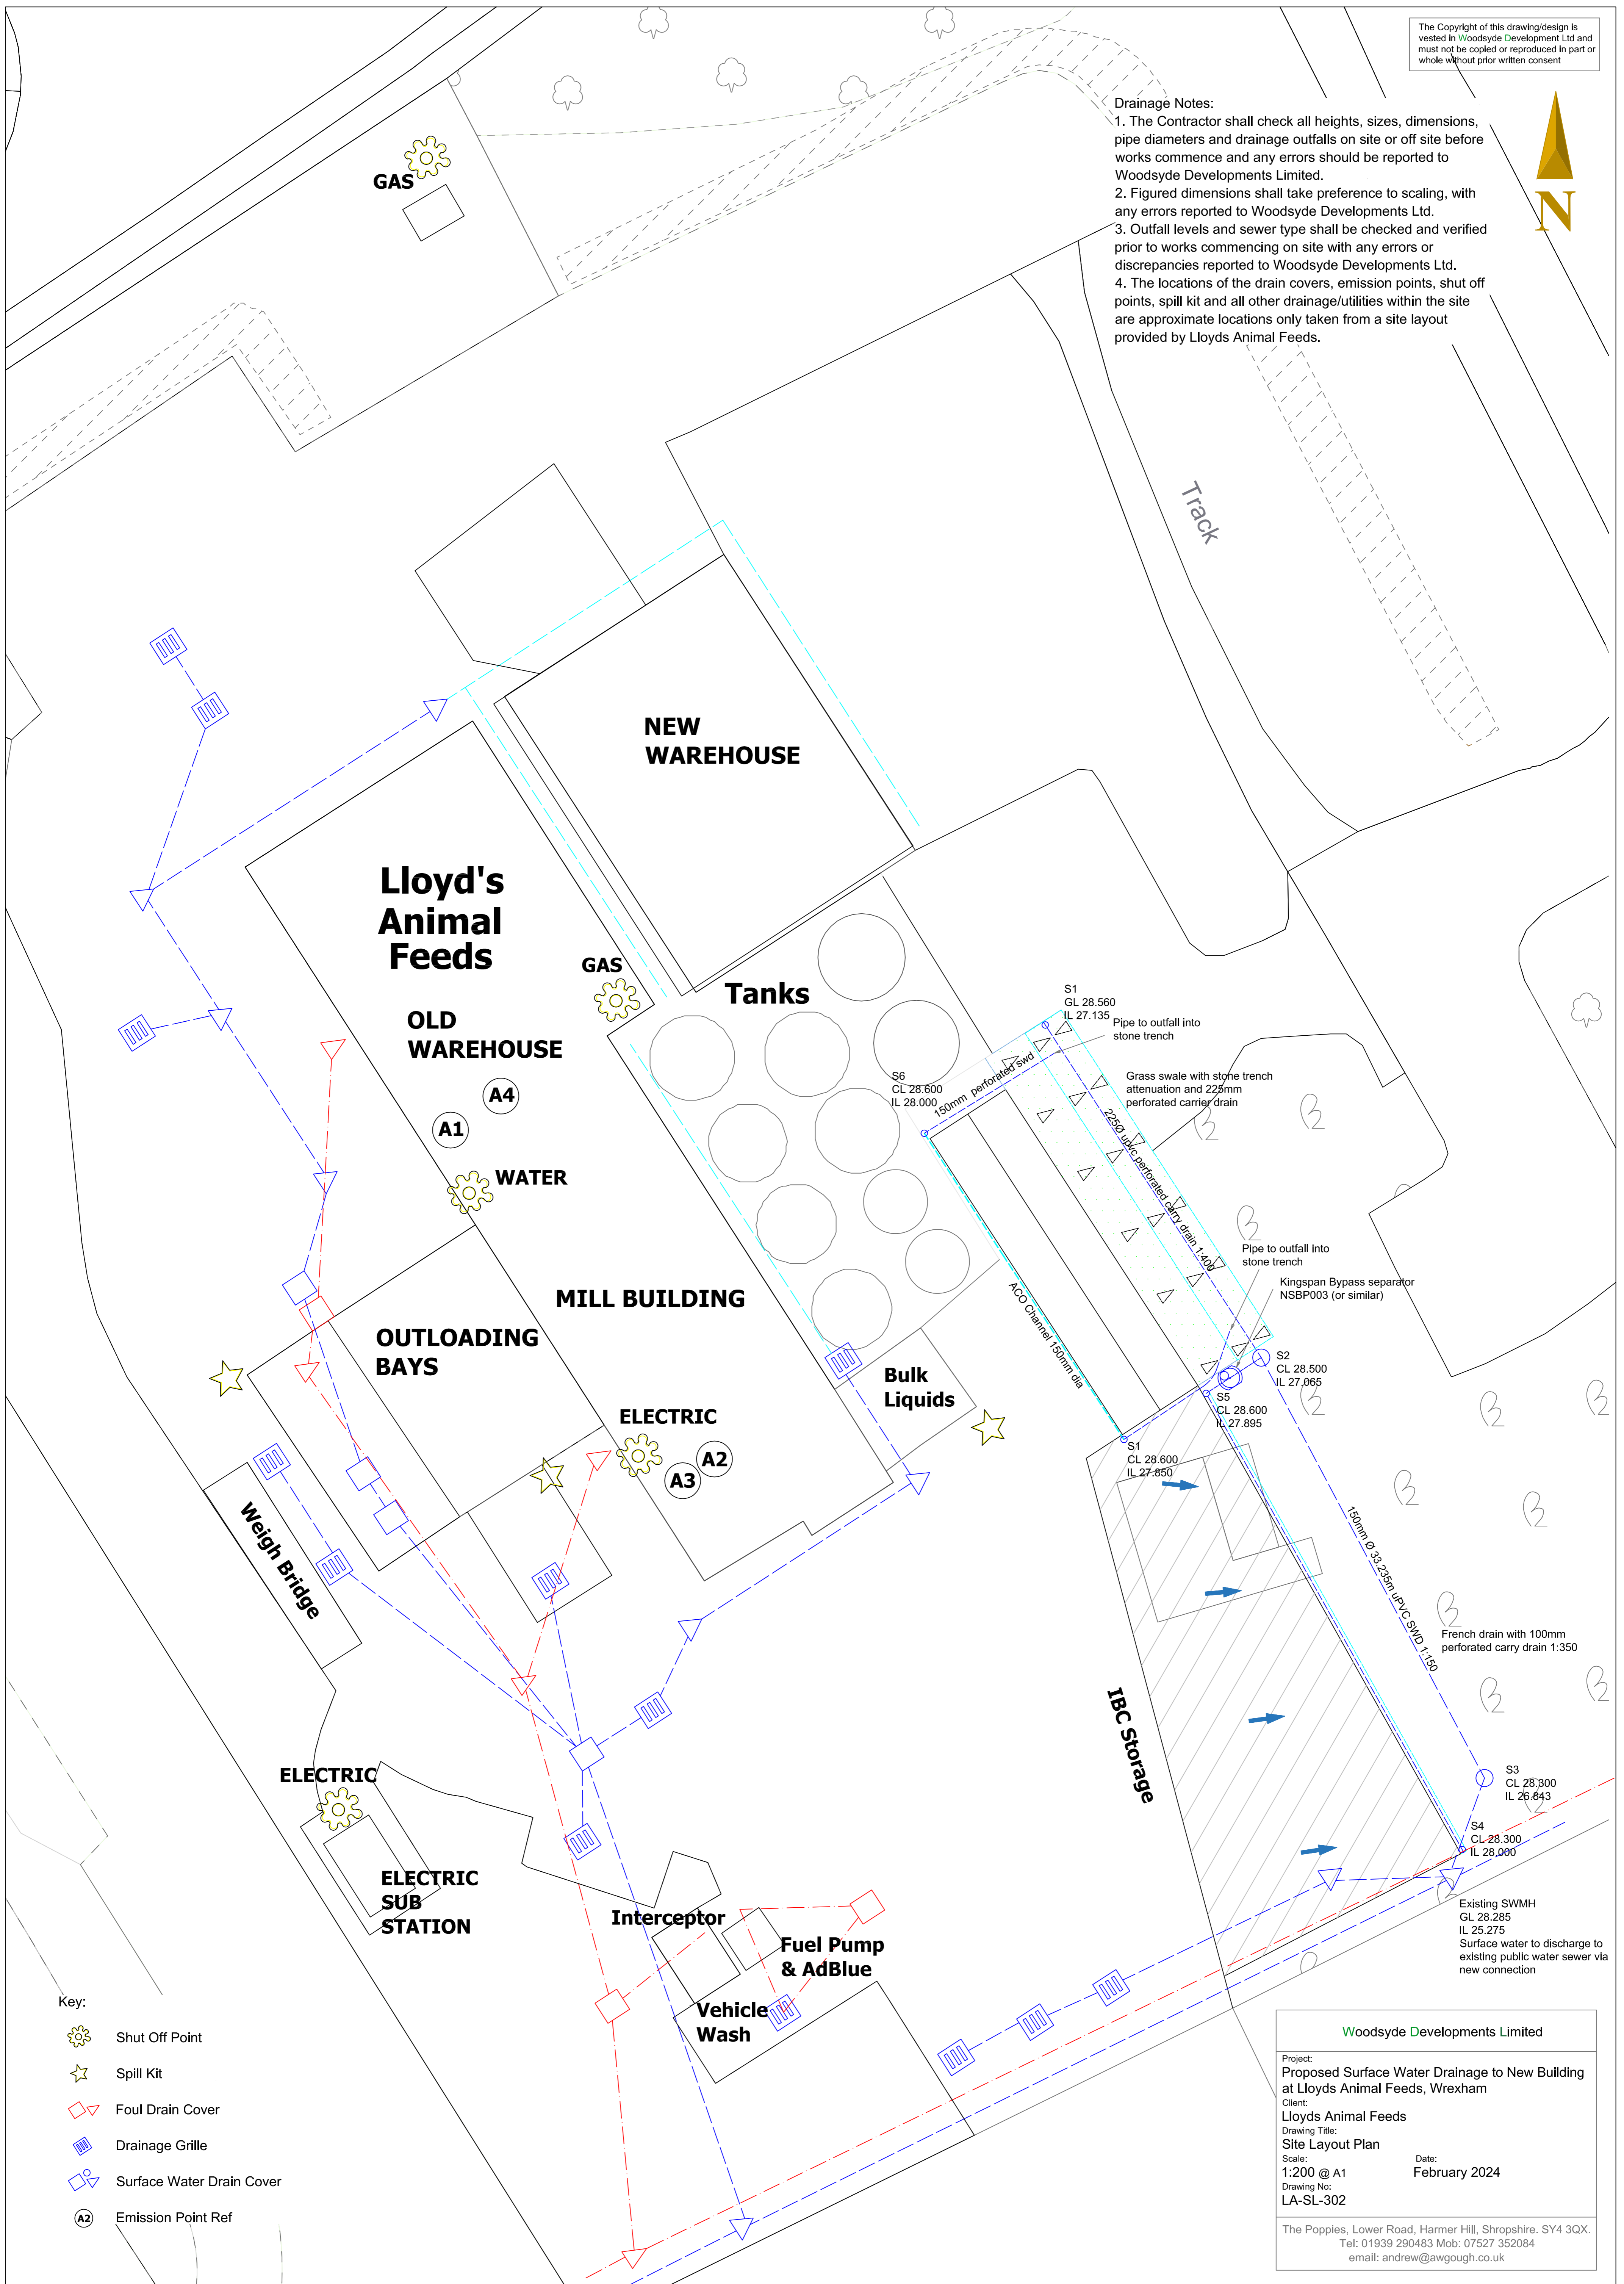 The Copyright of this drawing/design is
vested in Woodsyde Development Ltd and
must not be copied or reproduced in part or
whole without prior written consent
Drainage Notes:
1. The Contractor shall check all heights, sizes, dimensions,
pipe diameters and drainage outfalls on site or off site before
works commence and any errors should be reported to
Woodsyde Developments Limited.
2. Figured dimensions shall take preference to scaling, with
any errors reported to Woodsyde Developments Ltd.
3. Outfall levels and sewer type shall be checked and verified
prior to works commencing on site with any errors or
discrepancies reported to Woodsyde Developments Ltd.
4. The locations of the drain covers, emission points, shut off
points, spill kit and all other drainage/utilities within the site
are approximate locations only taken from a site layout
provided by Lloyds Animal Feeds.
N
GAS
Track
NEW
WAREHOUSE
Lloyd's
Animal
Feeds
GAS
OLD
WAREHOUSE
A4
A1
WATER
Tanks
S1
GL 28.560
IL 27.135
Pipe to outfall into
stone trench
S6
CL 28.600
IL 28.000
150mm perforated swd
Grass swale with stone trench
attenuation and 225mm
perforated carrier drain
225Ø upvc perforated carry drain 1:400
Pipe to outfall into
stone trench
Kingspan Bypass separator
NSBP003 (or similar)
ACO Channel 150mm dia
MILL BUILDING
OUTLOADING
BAYS
Bulk
Liquids
S2
CL 28.500
IL 27.065
S5
CL 28.600
IL 27.895
S1
CL 28.600
IL 27.850
ELECTRIC
A2
A3
Weigh Bridge
150mm Ø 33.235m uPVC SWD 1:150
French drain with 100mm
perforated carry drain 1:350
IBC Storage
S3
CL 28.300
IL 26.843
S4
CL 28.300
IL 28.000
ELECTRIC
ELECTRIC
SUB
STATION
Interceptor
Fuel Pump
& AdBlue
Vehicle
Wash
Existing SWMH
GL 28.285
IL 25.275
Surface water to discharge to
existing public water sewer via
new connection
Key:
Shut Off Point
Spill Kit
Foul Drain Cover
Drainage Grille
Surface Water Drain Cover
A2 Emission Point Ref
Woodsyde Developments Limited
Project:
Proposed Surface Water Drainage to New Building
at Lloyds Animal Feeds, Wrexham
Client:
Lloyds Animal Feeds
Drawing Title:
Site Layout Plan
Scale: Date:
1:200 @ A1 February 2024
Drawing No:
LA-SL-302
The Poppies, Lower Road, Harmer Hill, Shropshire. SY4 3QX.
Tel: 01939 290483 Mob: 07527 352084
email: andrew@awgough.co.uk